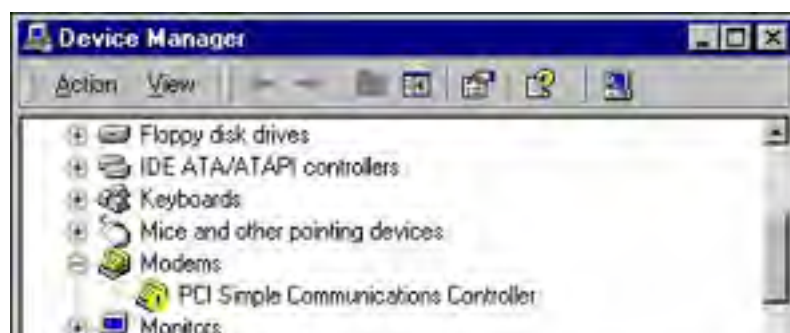 Device Manager
Action View
Floppy disk drives
IDE ATA/ATAPI controllers
Keyboards
Mice and other pointing devices
Modems
PCI Simple Communications Controller
Monitors